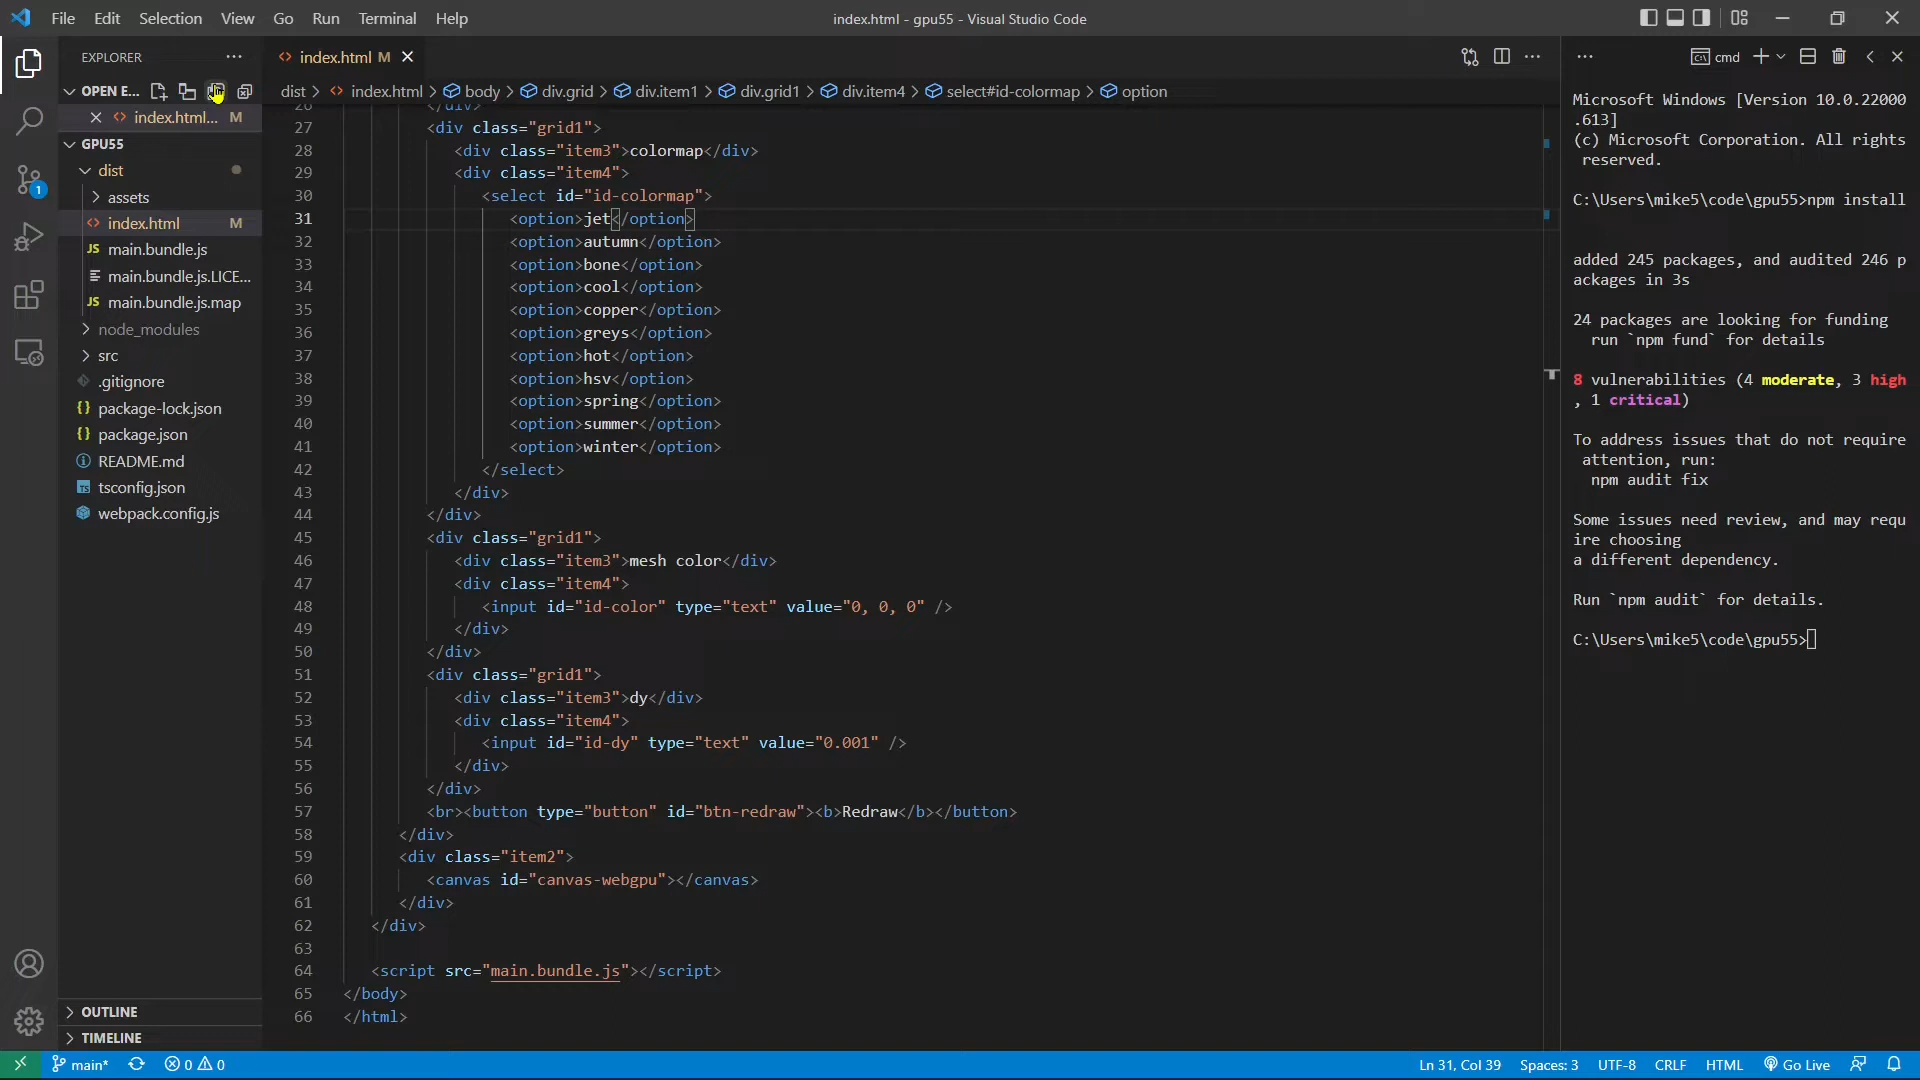 File Edit Selection View Go Run Terminal Help
index.html - gpu55 - Visual Studio Code
EXPLORER
OPEN E...
index.html... M
GPU55
dist
assets
index.html M
main.bundle.js
main.bundle.js.LICE...
main.bundle.js.map
node_modules
src
.gitignore
package-lock.json
package.json
README.md
tsconfig.json
webpack.config.js
OUTLINE
TIMELINE
1
index.html M
dist > index.html > body > div.grid > div.item1 > div.grid1 > div.item4 > select#id-colormap > option
26 </div>
27 <div class="grid1">
28 <div class="item3">colormap</div>
29 <div class="item4">
30 <select id="id-colormap">
31 <option>jet</option>
32 <option>autumn</option>
33 <option>bone</option>
34 <option>cool</option>
35 <option>copper</option>
36 <option>greys</option>
37 <option>hot</option>
38 <option>hsv</option>
39 <option>spring</option>
40 <option>summer</option>
41 <option>winter</option>
42 </select>
43 </div>
44 </div>
45 <div class="grid1">
46 <div class="item3">mesh color</div>
47 <div class="item4">
48 <input id="id-color" type="text" value="0, 0, 0" />
49 </div>
50 </div>
51 <div class="grid1">
52 <div class="item3">dy</div>
53 <div class="item4">
54 <input id="id-dy" type="text" value="0.001" />
55 </div>
56 </div>
57 <br><button type="button" id="btn-redraw"><b>Redraw</b></button>
58 </div>
59 <div class="item2">
60 <canvas id="canvas-webgpu"></canvas>
61 </div>
62 </div>
63
64 <script src="main.bundle.js"></script>
65 </body>
66 </html>
cmd
Microsoft Windows [Version 10.0.22000
.613]
(c) Microsoft Corporation. All rights
reserved.
C:\Users\mike5\code\gpu55>npm install
added 245 packages, and audited 246 p
ackages in 3s
24 packages are looking for funding
run `npm fund` for details
8 vulnerabilities (4 moderate, 3 high
, 1 critical)
To address issues that do not require
attention, run:
npm audit fix
Some issues need review, and may requ
ire choosing
a different dependency.
Run `npm audit` for details.
C:\Users\mike5\code\gpu55>
main* 0 0
Ln 31, Col 39 Spaces: 3 UTF-8 CRLF HTML Go Live